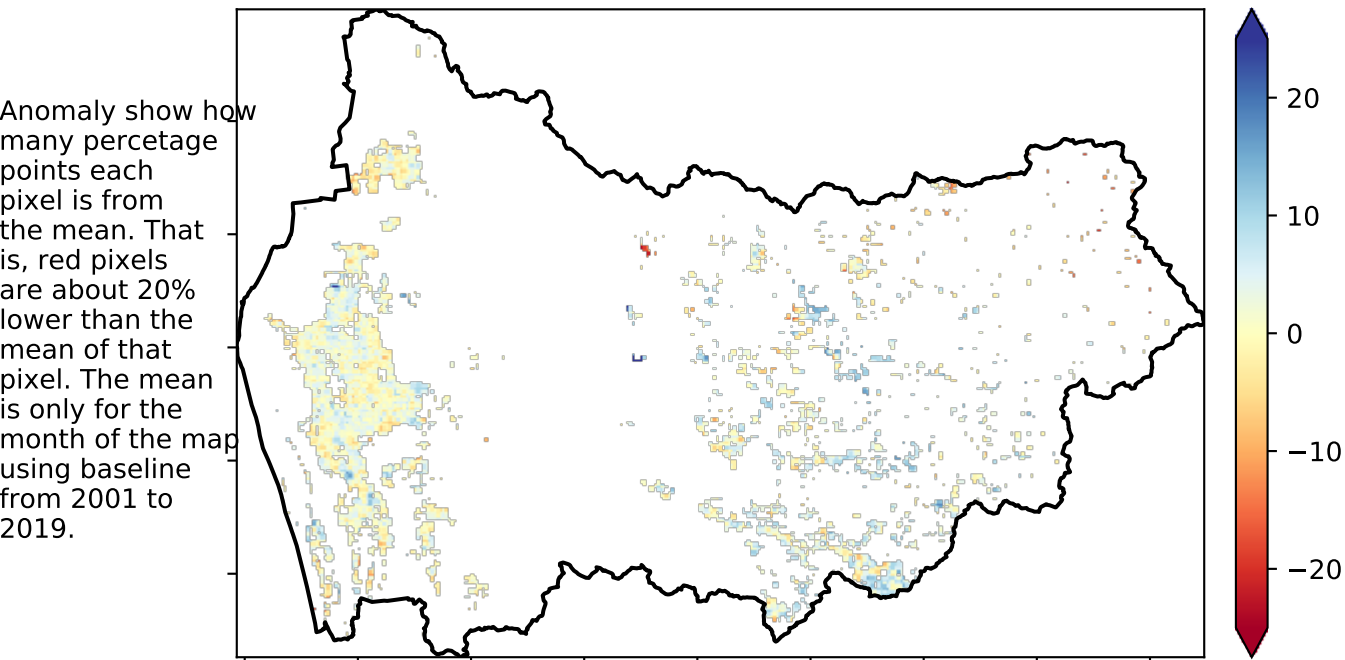 Anomaly show how
many percetage
points each
pixel is from
the mean. That
is, red pixels
are about 20%
lower than the
mean of that
pixel. The mean
is only for the
month of the map
using baseline
from 2001 to
2019.
20
10
0
−10
−20